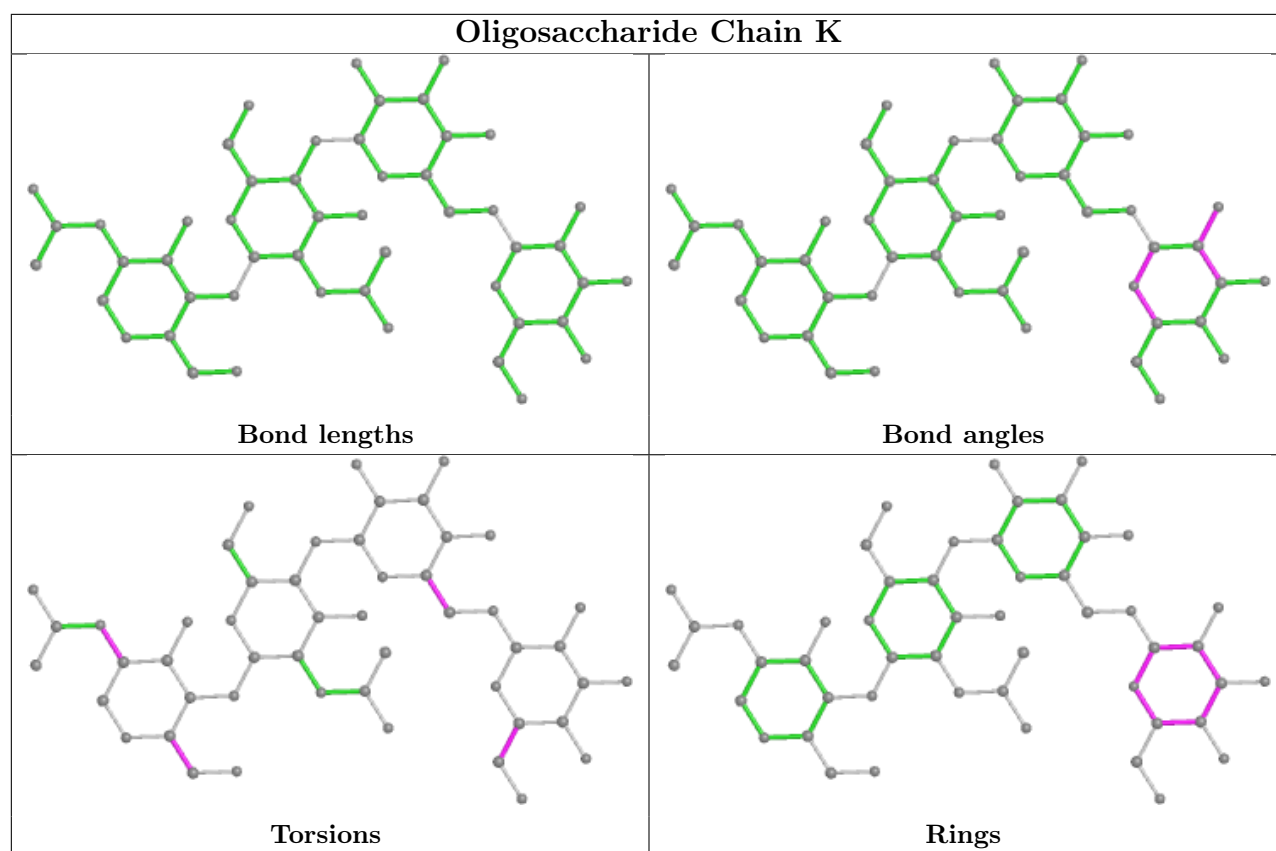 Oligosaccharide Chain K
Bond lengths
Bond angles
Torsions
Rings